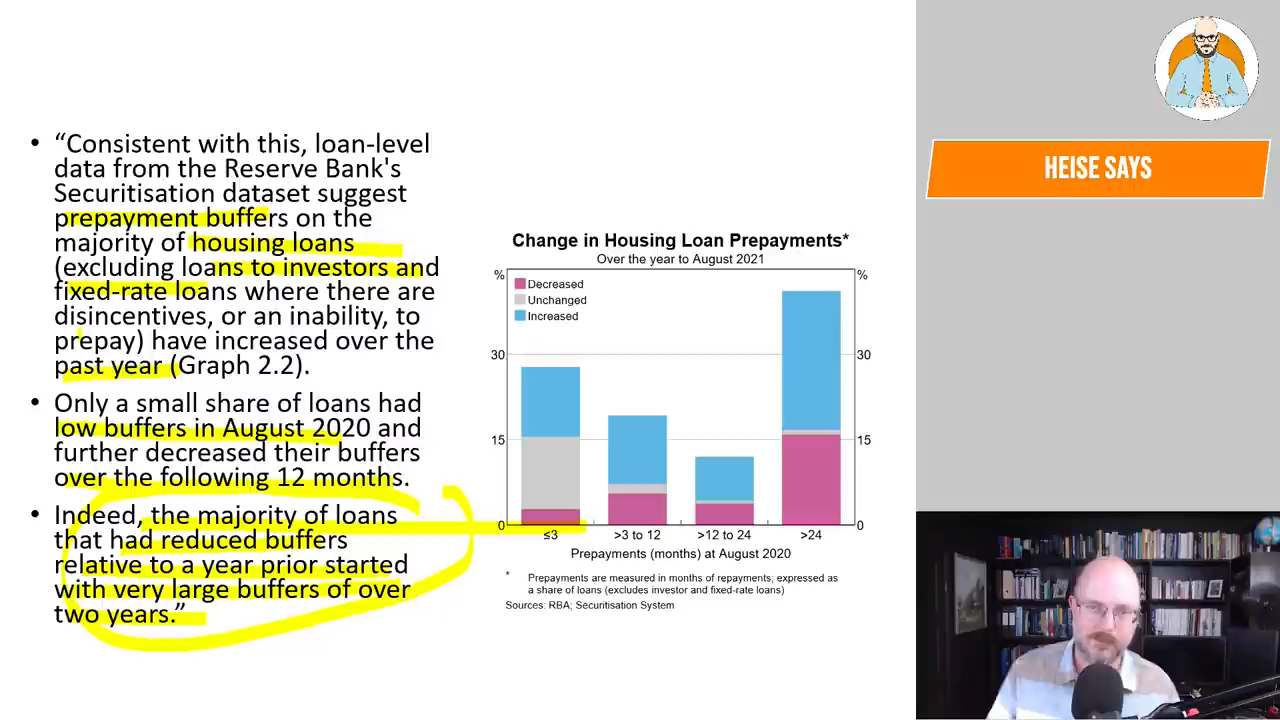 • “Consistent with this, loan-level
data from the Reserve Bank's
Securitisation dataset suggest
prepayment buffers on the
majority of housing loans
(excluding loans to investors and
fixed-rate loans where there are
disincentives, or an inability, to
prepay) have increased over the
past year (Graph 2.2).
• Only a small share of loans had
low buffers in August 2020 and
further decreased their buffers
over the following 12 months.
• Indeed, the majority of loans
that had reduced buffers
relative to a year prior started
with very large buffers of over
two years.”
Change in Housing Loan Prepayments*
Over the year to August 2021
% %
Decreased
Unchanged
Increased
30 30
15 15
0 0
≤3 >3 to 12 >12 to 24 >24
Prepayments (months) at August 2020
* Prepayments are measured in months of repayments; expressed as
a share of loans (excludes investor and fixed-rate loans)
Sources: RBA; Securitisation System
HEISE SAYS